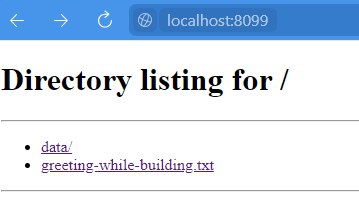 localhost:8099
Directory listing for /
data/
greeting-while-building.txt